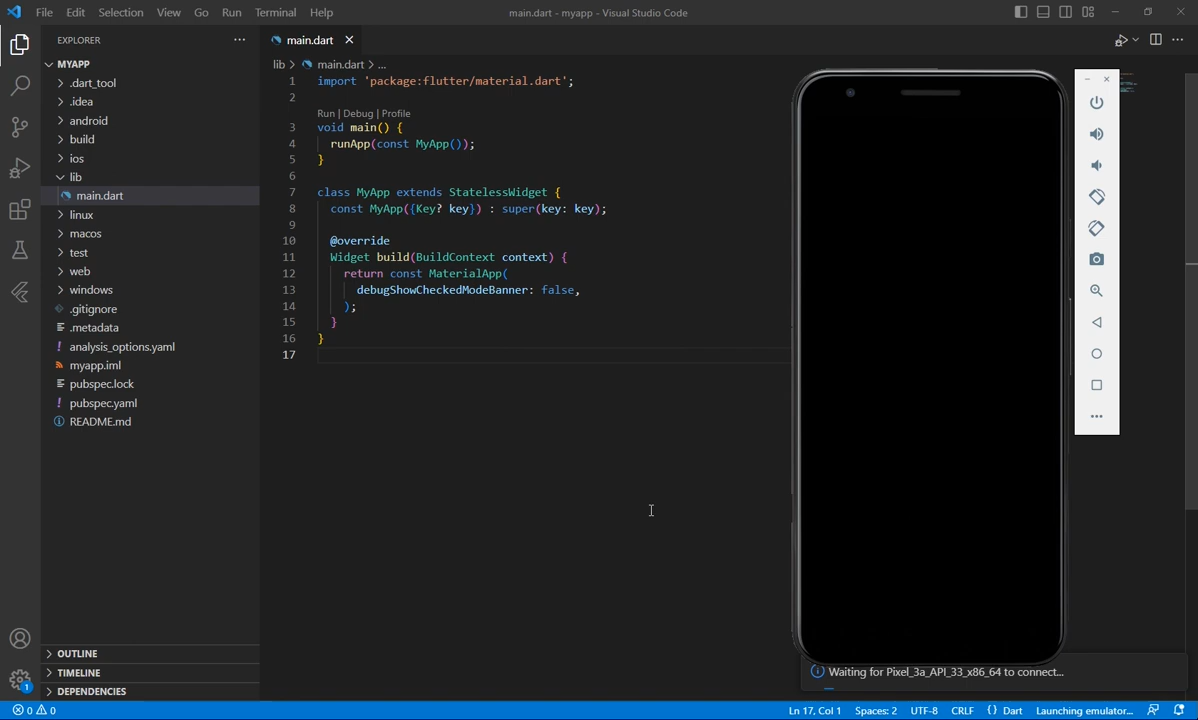 File Edit Selection View Go Run Terminal Help
main.dart - myapp - Visual Studio Code
EXPLORER
MYAPP
.dart_tool
.idea
android
build
ios
lib
main.dart
linux
macos
test
web
windows
.gitignore
.metadata
analysis_options.yaml
myapp.iml
pubspec.lock
pubspec.yaml
README.md
OUTLINE
TIMELINE
DEPENDENCIES
main.dart
lib > main.dart > ...
1 import 'package:flutter/material.dart';
2
Run | Debug | Profile
3 void main() {
4 runApp(const MyApp());
5 }
6
7 class MyApp extends StatelessWidget {
8 const MyApp({Key? key}) : super(key: key);
9
10 @override
11 Widget build(BuildContext context) {
12 return const MaterialApp(
13 debugShowCheckedModeBanner: false,
14 );
15 }
16 }
17
Waiting for Pixel_3a_API_33_x86_64 to connect...
1
0 0
Ln 17, Col 1 Spaces: 2 UTF-8 CRLF {} Dart Launching emulator...